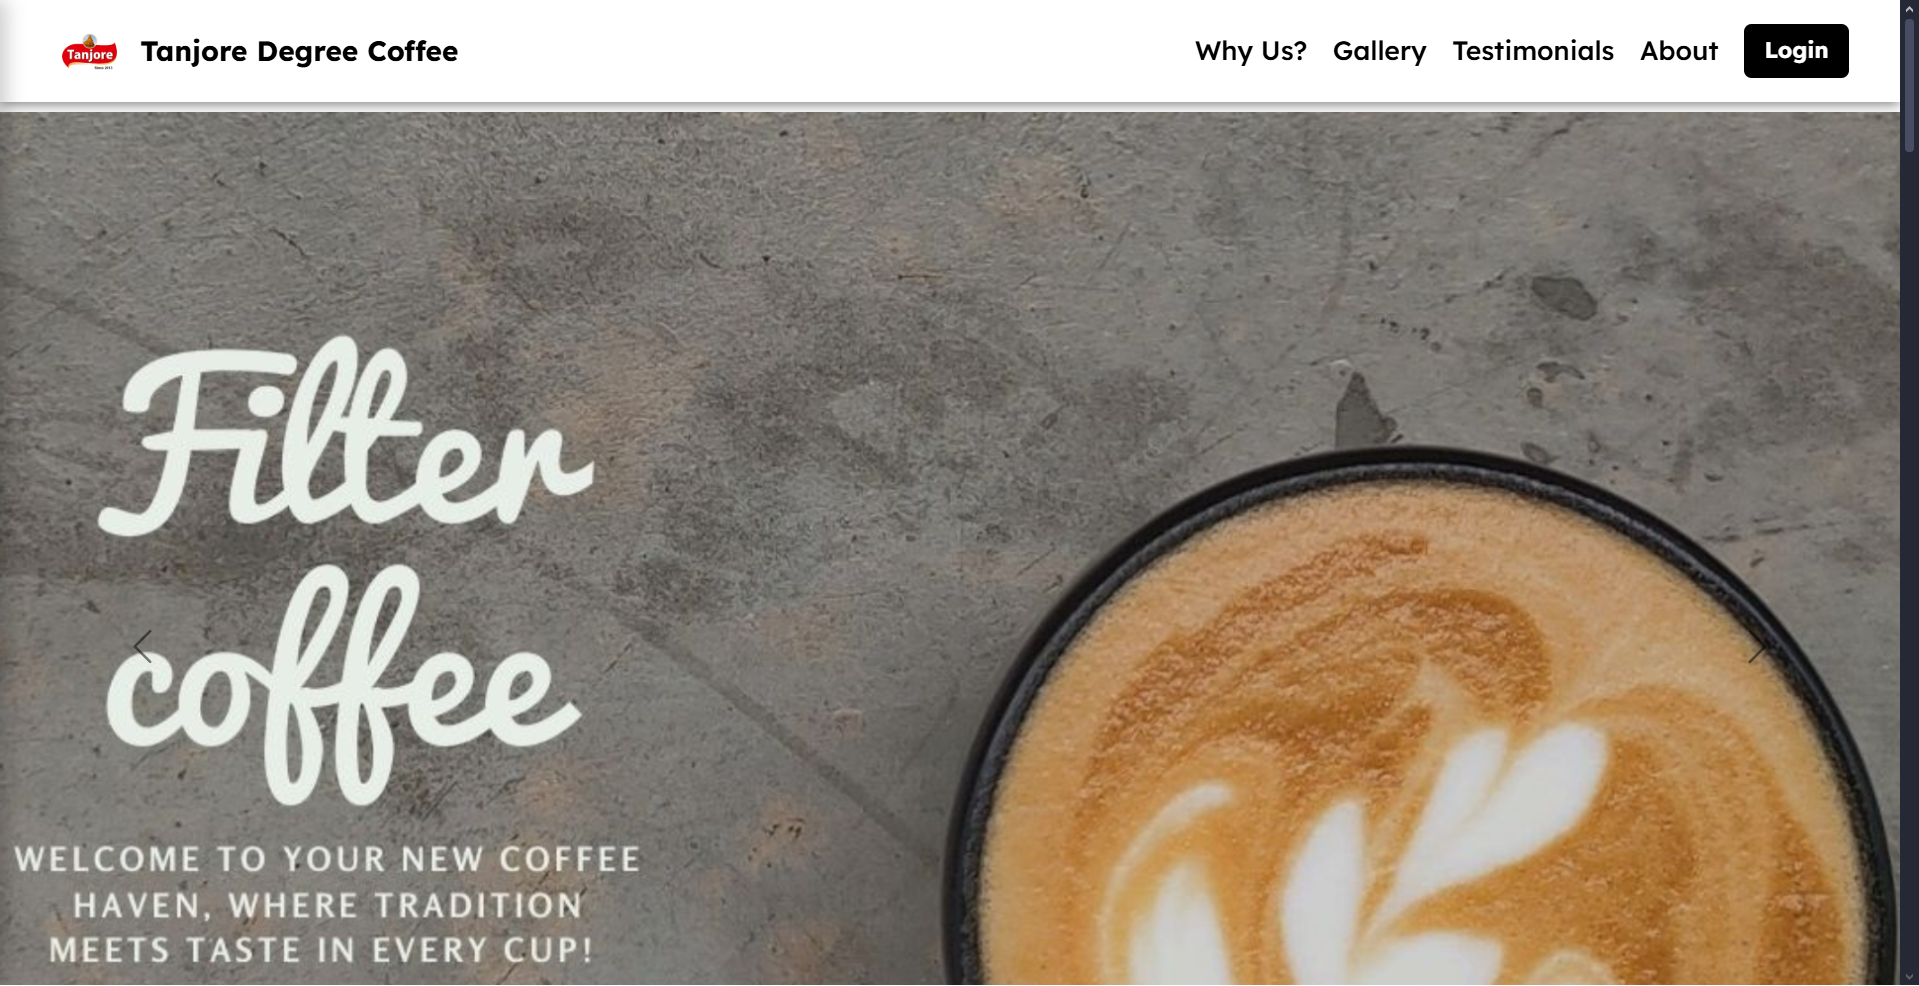 Tanjore
Tanjore Degree Coffee
Why Us? Gallery Testimonials About Login
Filter
coffee
WELCOME TO YOUR NEW COFFEE
HAVEN, WHERE TRADITION
MEETS TASTE IN EVERY CUP!